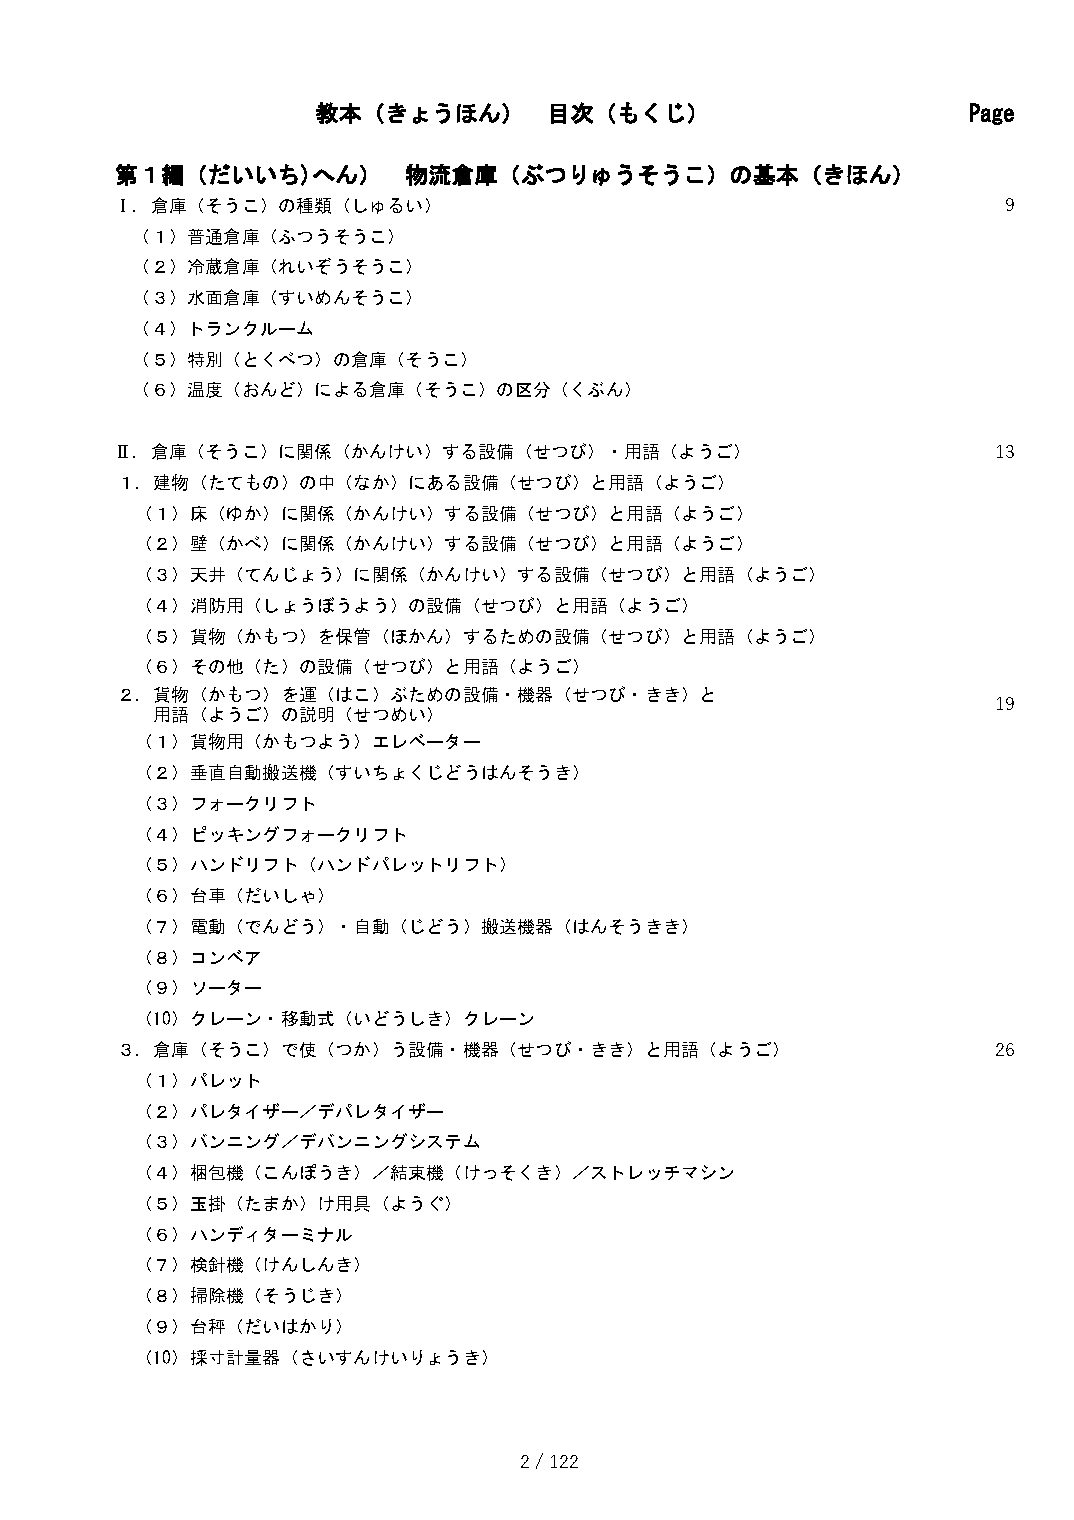 教本（きょうほん）　目次（もくじ）　Page
第１編（だいいち)へん）　物流倉庫（ぶつりゅうそうこ）の基本（きほん）
Ⅰ．倉庫（そうこ）の種類（しゅるい）　9
（１）普通倉庫（ふつうそうこ）
（２）冷蔵倉庫（れいぞうそうこ）
（３）水面倉庫（すいめんそうこ）
（４）トランクルーム
（５）特別（とくべつ）の倉庫（そうこ）
（６）温度（おんど）による倉庫（そうこ）の区分（くぶん）
Ⅱ．倉庫（そうこ）に関係（かんけい）する設備（せつび）・用語（ようご）　13
１．建物（たてもの）の中（なか）にある設備（せつび）と用語（ようご）
（１）床（ゆか）に関係（かんけい）する設備（せつび）と用語（ようご）
（２）壁（かべ）に関係（かんけい）する設備（せつび）と用語（ようご）
（３）天井（てんじょう）に関係（かんけい）する設備（せつび）と用語（ようご）
（４）消防用（しょうぼうよう）の設備（せつび）と用語（ようご）
（５）貨物（かもつ）を保管（ほかん）するための設備（せつび）と用語（ようご）
（６）その他（た）の設備（せつび）と用語（ようご）
２．貨物（かもつ）を運（はこ）ぶための設備・機器（せつび・きき）と
用語（ようご）の説明（せつめい）　19
（１）貨物用（かもつよう）エレベーター
（２）垂直自動搬送機（すいちょくじどうはんそうき）
（３）フォークリフト
（４）ピッキングフォークリフト
（５）ハンドリフト（ハンドパレットリフト）
（６）台車（だいしゃ）
（７）電動（でんどう）・自動（じどう）搬送機器（はんそうきき）
（８）コンベア
（９）ソーター
（10）クレーン・移動式（いどうしき）クレーン
３．倉庫（そうこ）で使（つか）う設備・機器（せつび・きき）と用語（ようご）　26
（１）パレット
（２）パレタイザー／デパレタイザー
（３）バンニング／デバンニングシステム
（４）梱包機（こんぽうき）／結束機（けっそくき）／ストレッチマシン
（５）玉掛（たまか）け用具（ようぐ）
（６）ハンディターミナル
（７）検針機（けんしんき）
（８）掃除機（そうじき）
（９）台秤（だいはかり）
（10）採寸計量器（さいすんけいりょうき）
2 / 122